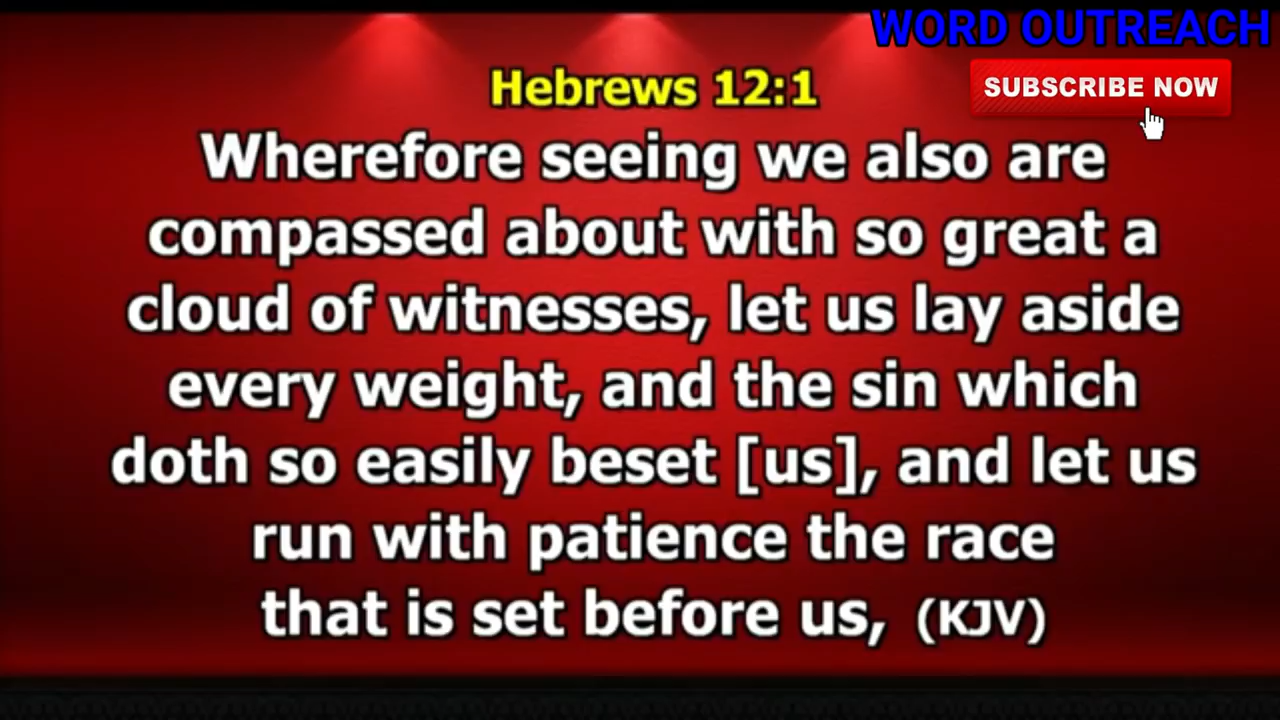 WORD OUTREACH
SUBSCRIBE NOW
Hebrews 12:1
Wherefore seeing we also are
compassed about with so great a
cloud of witnesses, let us lay aside
every weight, and the sin which
doth so easily beset [us], and let us
run with patience the race
that is set before us, (KJV)